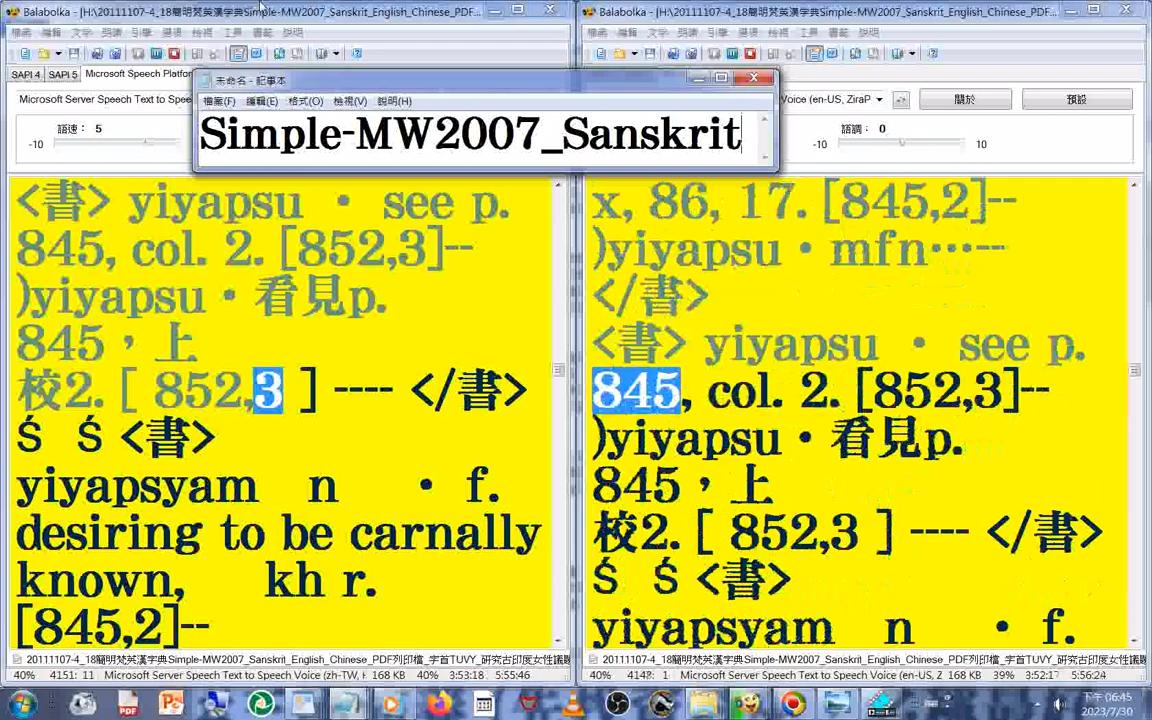 Balabolka - [H:\20111107-4_18簡明梵英漢字典Simple-MW2007_Sanskrit_English_Chinese_PDF...
Balabolka - [H:\20111107-4_18簡明梵英漢字典Simple-MW2007_Sanskrit_English_Chinese_PDF...
SAPI 4 SAPI 5 Microsoft Speech Platfo
未命名 - 記事本
檔案(F) 編輯(E) 格式(O) 檢視(V) 說明(H)
Simple-MW2007_Sanskrit
Microsoft Server Speech Text to Spee
Voice (en-US, ZiraP
關於
預設
語速： 5
-10
語調： 0
-10 10
<書> yiyapsu • see p.
845, col. 2. [852,3]--
)yiyapsu • 看見p.
845，上
校2. [ 852,3 ] ---- </書>
Ś Ś <書>
yiyapsyam n • f.
desiring to be carnally
known, kh r.
[845,2]--
x, 86, 17. [845,2]--
)yiyapsu • mfn…--
</書>
<書> yiyapsu • see p.
845, col. 2. [852,3]--
)yiyapsu • 看見p.
845，上
校2. [ 852,3 ] ---- </書>
Ś Ś <書>
yiyapsyam n • f.
20111107-4_18簡明梵英漢字典Simple-MW2007_Sanskrit_English_Chinese_PDF列印檔_字首TUVY_研究古印度女性議題
20111107-4_18簡明梵英漢字典Simple-MW2007_Sanskrit_English_Chinese_PDF列印檔_字首TUVY_研究古印度女性議題
40% 4151: 11 Microsoft Server Speech Text to Speech Voice (zh-TW, H 168 KB 40% 3:53:18 5:55:46
40% 4148: 1 Microsoft Server Speech Text to Speech Voice (en-US, Z 168 KB 39% 3:52:17 5:56:24
下午 06:45
2023/7/30